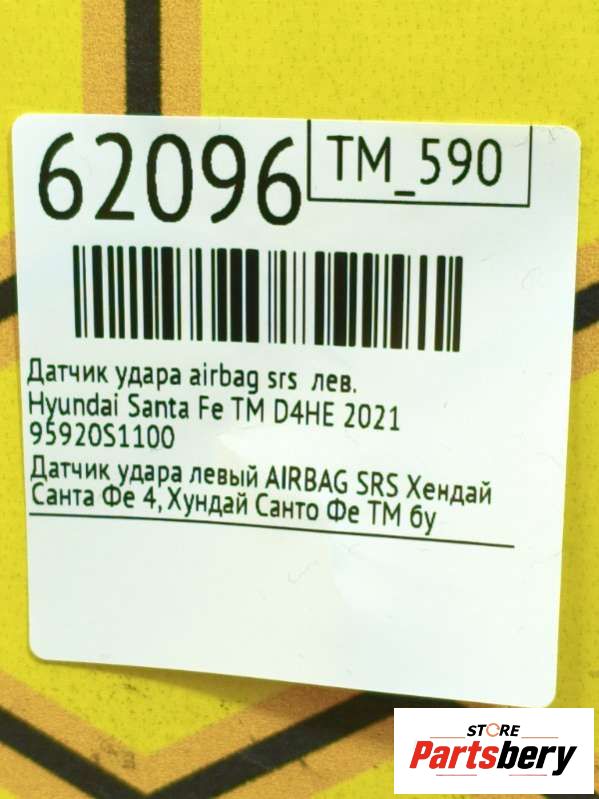 62096
TM_590
Датчик удара airbag srs лев.
Hyundai Santa Fe TM D4HE 2021
95920S1100
Датчик удара левый AIRBAG SRS Хендай
Санта Фе 4, Хундай Санто Фе ТМ бу
STORE
Partsbery